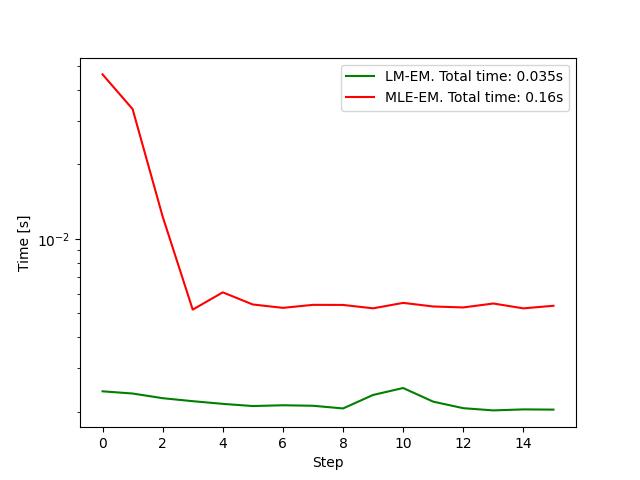 LM-EM. Total time: 0.035s
MLE-EM. Total time: 0.16s
Time [s]
10⁻²
0 2 4 6 8 10 12 14
Step